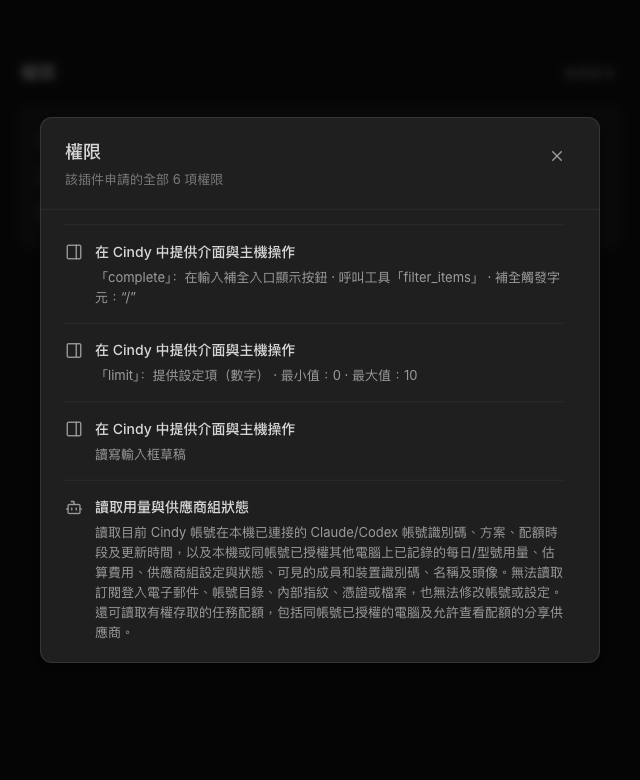 權限
該插件申請的全部 6 項權限
在 Cindy 中提供介面與主機操作
「complete」: 在輸入補全入口顯示按鈕 · 呼叫工具「filter_items」 · 補全觸發字
元：“/”
在 Cindy 中提供介面與主機操作
「limit」: 提供設定項（數字） · 最小值：0 · 最大值：10
在 Cindy 中提供介面與主機操作
讀寫輸入框草稿
讀取用量與供應商組狀態
讀取目前 Cindy 帳號在本機已連接的 Claude/Codex 帳號識別碼、方案、配額時
段及更新時間，以及本機或同帳號已授權其他電腦上已記錄的每日/型號用量、估
算費用、供應商組設定與狀態、可見的成員和裝置識別碼、名稱及頭像。無法讀取
訂閱登入電子郵件、帳號目錄、內部指紋、憑證或檔案，也無法修改帳號或設定。
還可讀取有權存取的任務配額，包括同帳號已授權的電腦及允許查看配額的分享供
應商。